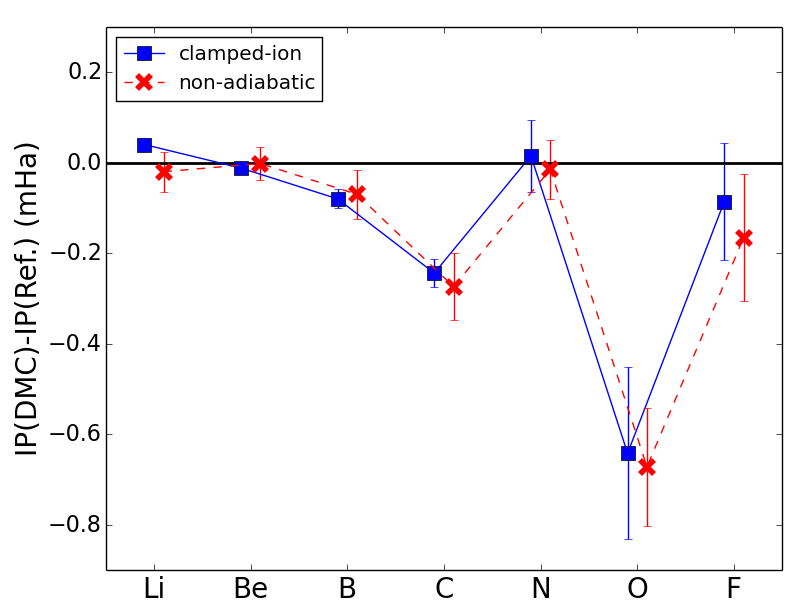 clamped-ion
non-adiabatic
IP(DMC)-IP(Ref.) (mHa)
0.2
0.0
−0.2
−0.4
−0.6
−0.8
Li Be B C N O F